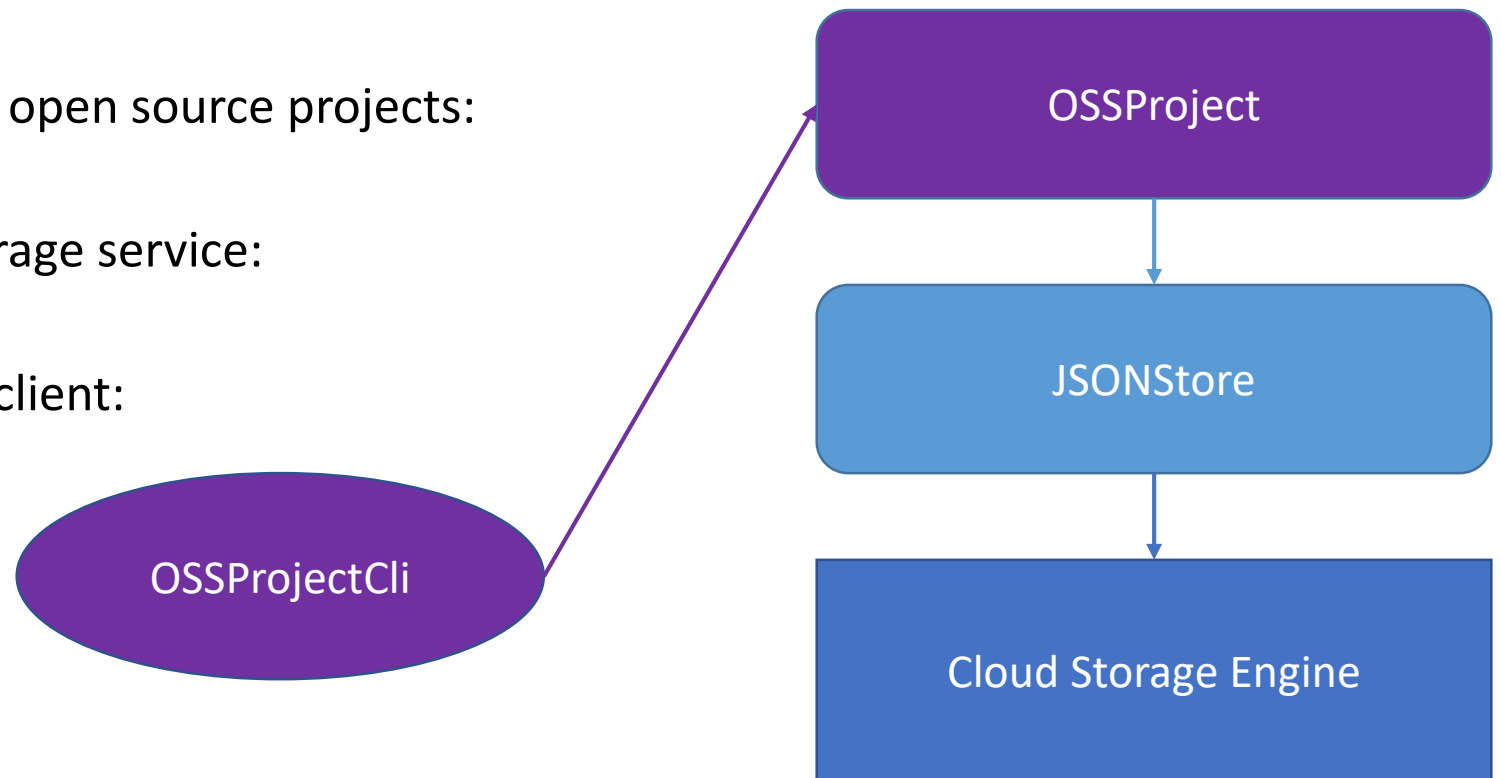 open source projects:
rage service:
client:
OSSProjectCli
OSSProject
JSONStore
Cloud Storage Engine